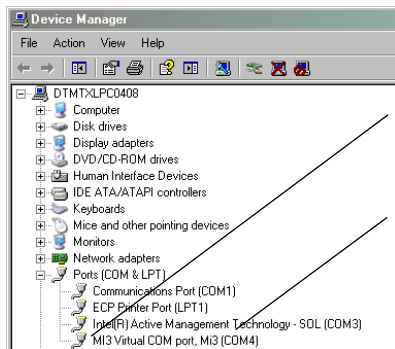 Device Manager
File Action View Help
DTMTXLPC0408
Computer
Disk drives
Display adapters
DVD/CD-ROM drives
Human Interface Devices
IDE ATA/ATAPI controllers
Keyboards
Mice and other pointing devices
Monitors
Network adapters
Ports (COM & LPT)
Communications Port (COM1)
ECP Printer Port (LPT1)
Intel(R) Active Management Technology - SOL (COM3)
MI3 Virtual COM port, Mi3 (COM4)